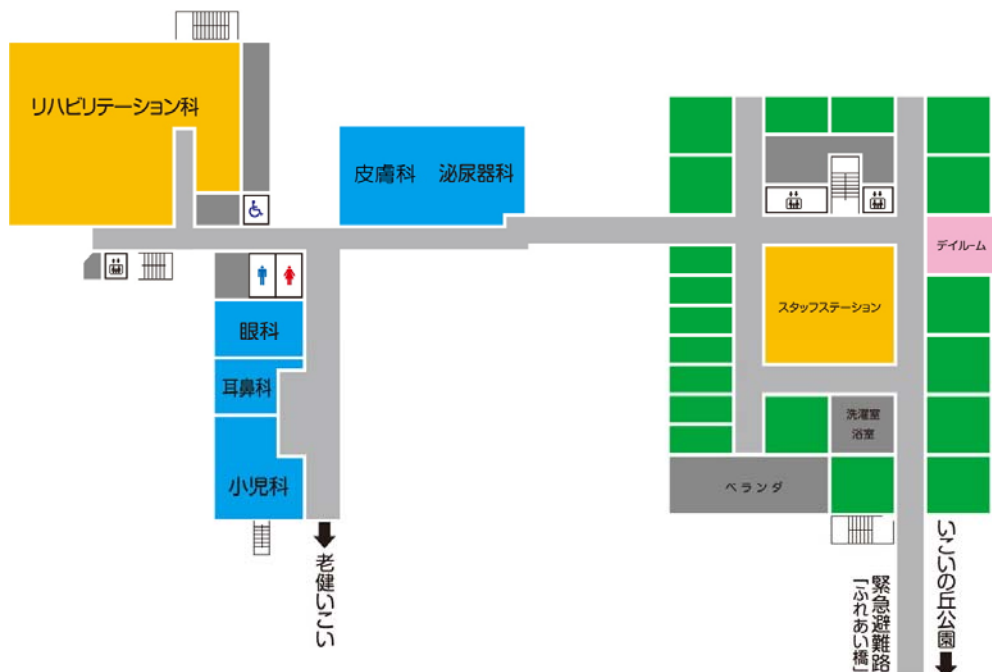 リハビリテーション科
皮膚科 泌尿器科
デイルーム
スタッフステーション
眼科
耳鼻科
小児科
洗濯室
浴室
ベランダ
老健いこい
緊急避難路
「ふれあい橋」
いこいの丘公園